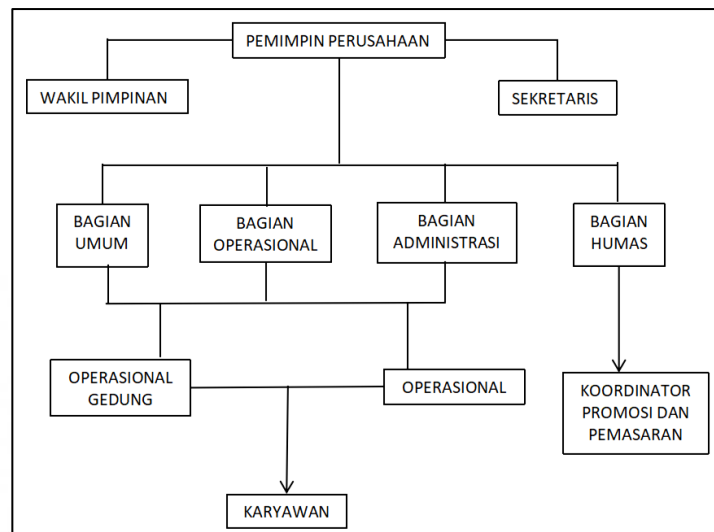 PEMIMPIN PERUSAHAAN
WAKIL PIMPINAN
SEKRETARIS
BAGIAN
UMUM
BAGIAN
OPERASIONAL
BAGIAN
ADMINISTRASI
BAGIAN
HUMAS
OPERASIONAL
GEDUNG
OPERASIONAL
KOORDINATOR
PROMOSI DAN
PEMASARAN
KARYAWAN